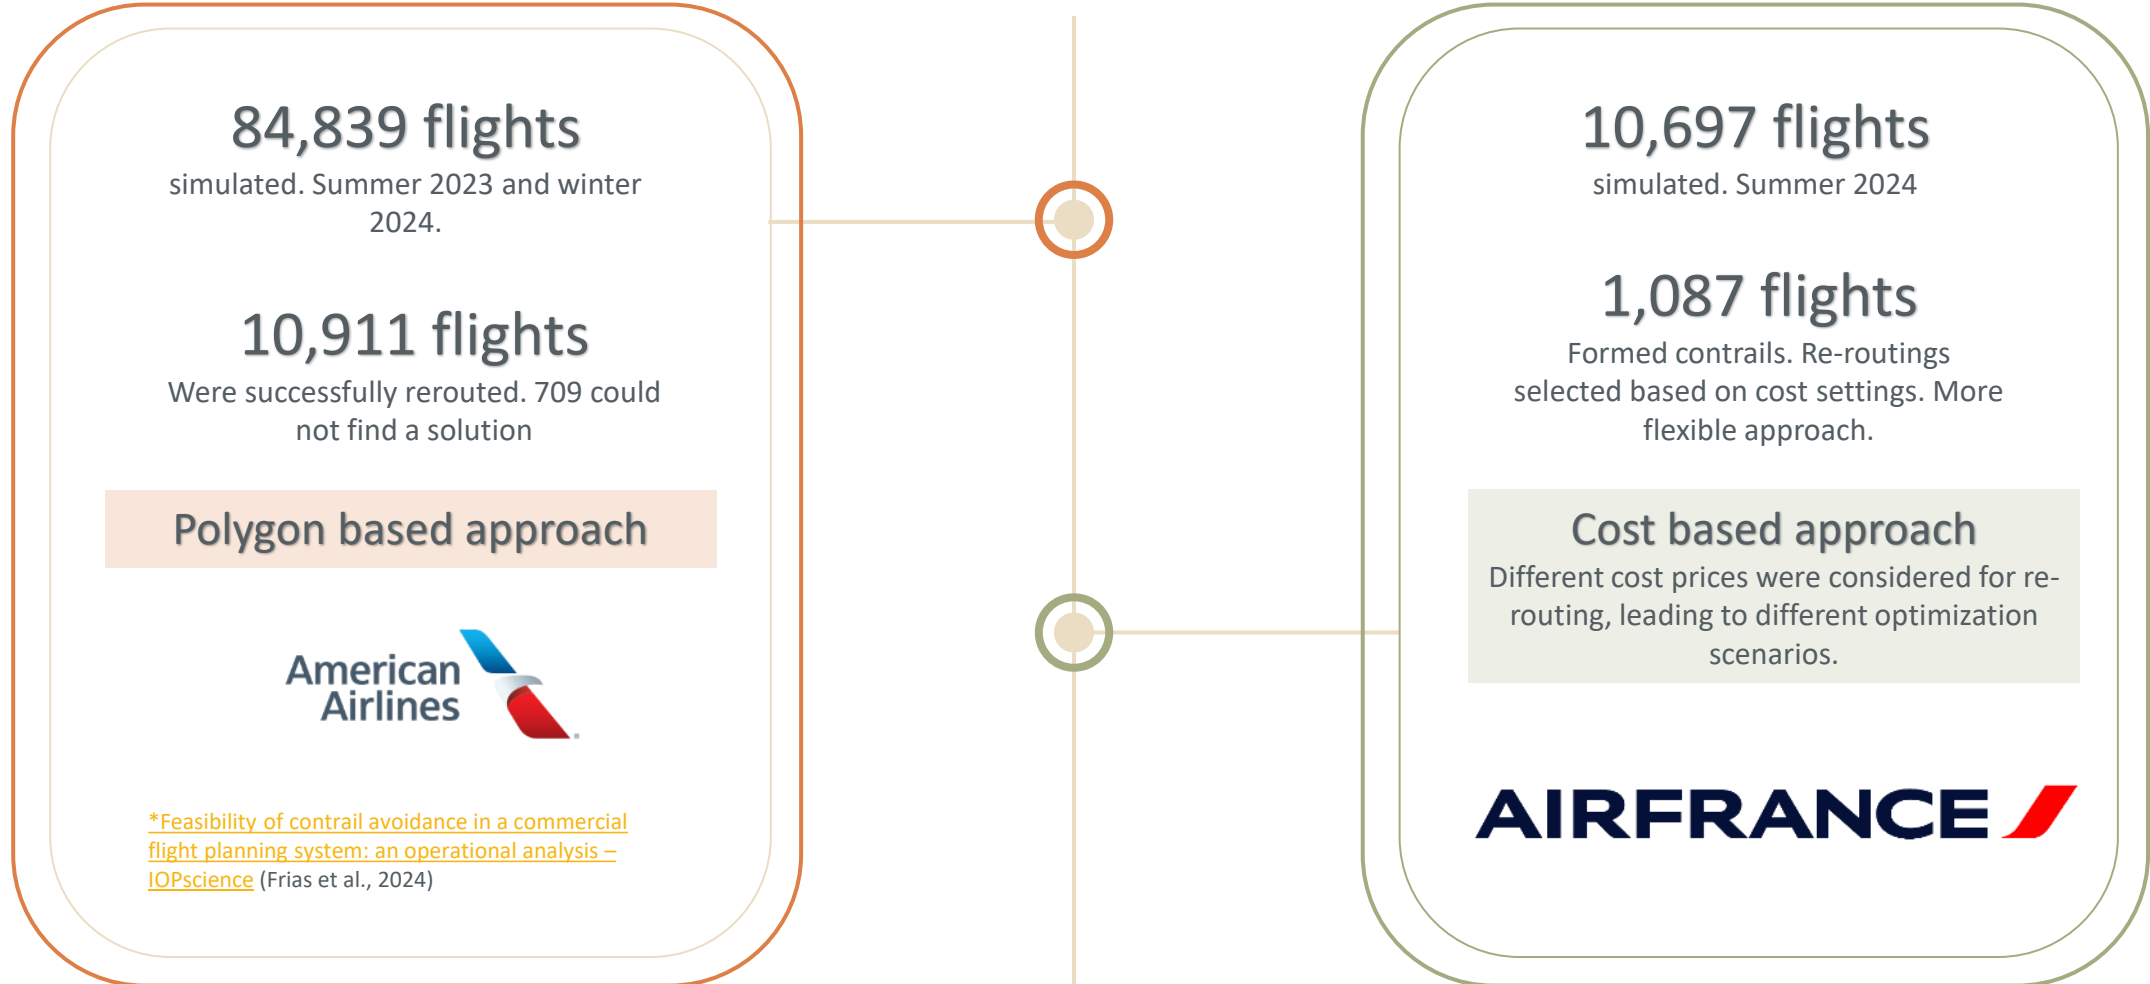 84,839 flights
simulated. Summer 2023 and winter
2024.
10,911 flights
Were successfully rerouted. 709 could
not find a solution
Polygon based approach
American
Airlines
*Feasibility of contrail avoidance in a commercial
flight planning system: an operational analysis –
IOPscience (Frias et al., 2024)
10,697 flights
simulated. Summer 2024
1,087 flights
Formed contrails. Re-routings
selected based on cost settings. More
flexible approach.
Cost based approach
Different cost prices were considered for re-
routing, leading to different optimization
scenarios.
AIRFRANCE